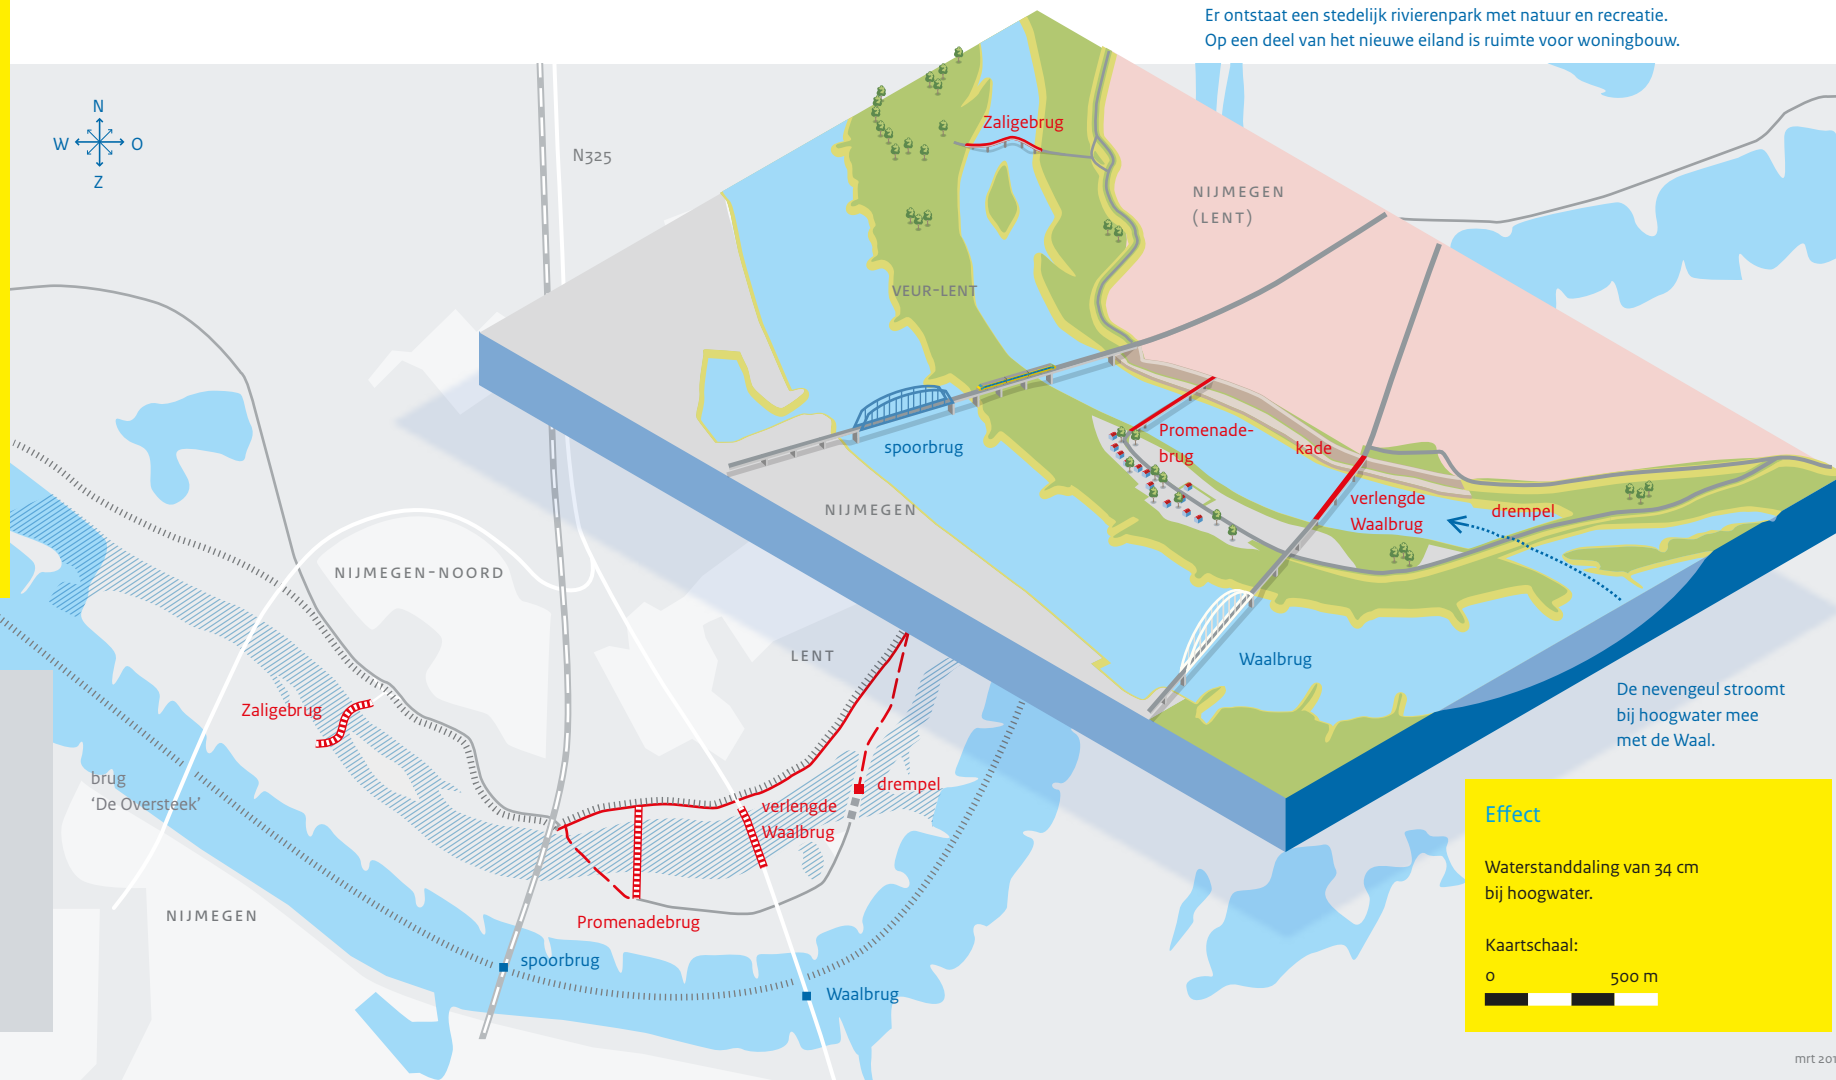 Er ontstaat een stedelijk rivierenpark met natuur en recreatie.
Op een deel van het nieuwe eiland is ruimte voor woningbouw.
N
W
O
Z
N325
Zaligebrug
NIJMEGEN
(LENT)
VEUR-LENT
spoorbrug
Promenade-
brug
kade
verlengde
Waalbrug
drempel
NIJMEGEN
Waalbrug
NIJMEGEN-NOORD
LENT
Zaligebrug
brug
‘De Oversteek’
drempel
verlengde
Waalbrug
NIJMEGEN
Promenadebrug
spoorbrug
Waalbrug
De nevengeul stroomt
bij hoogwater mee
met de Waal.
Effect
Waterstanddaling van 34 cm
bij hoogwater.
Kaartschaal:
0 500 m
mrt